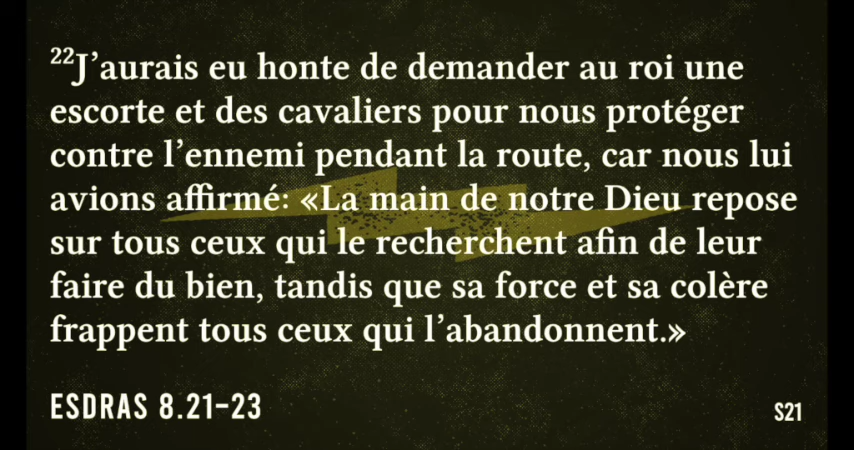 ²²J’aurais eu honte de demander au roi une
escorte et des cavaliers pour nous protéger
contre l’ennemi pendant la route, car nous lui
avions affirmé: «La main de notre Dieu repose
sur tous ceux qui le recherchent afin de leur
faire du bien, tandis que sa force et sa colère
frappent tous ceux qui l’abandonnent.»
ESDRAS 8.21–23
S21